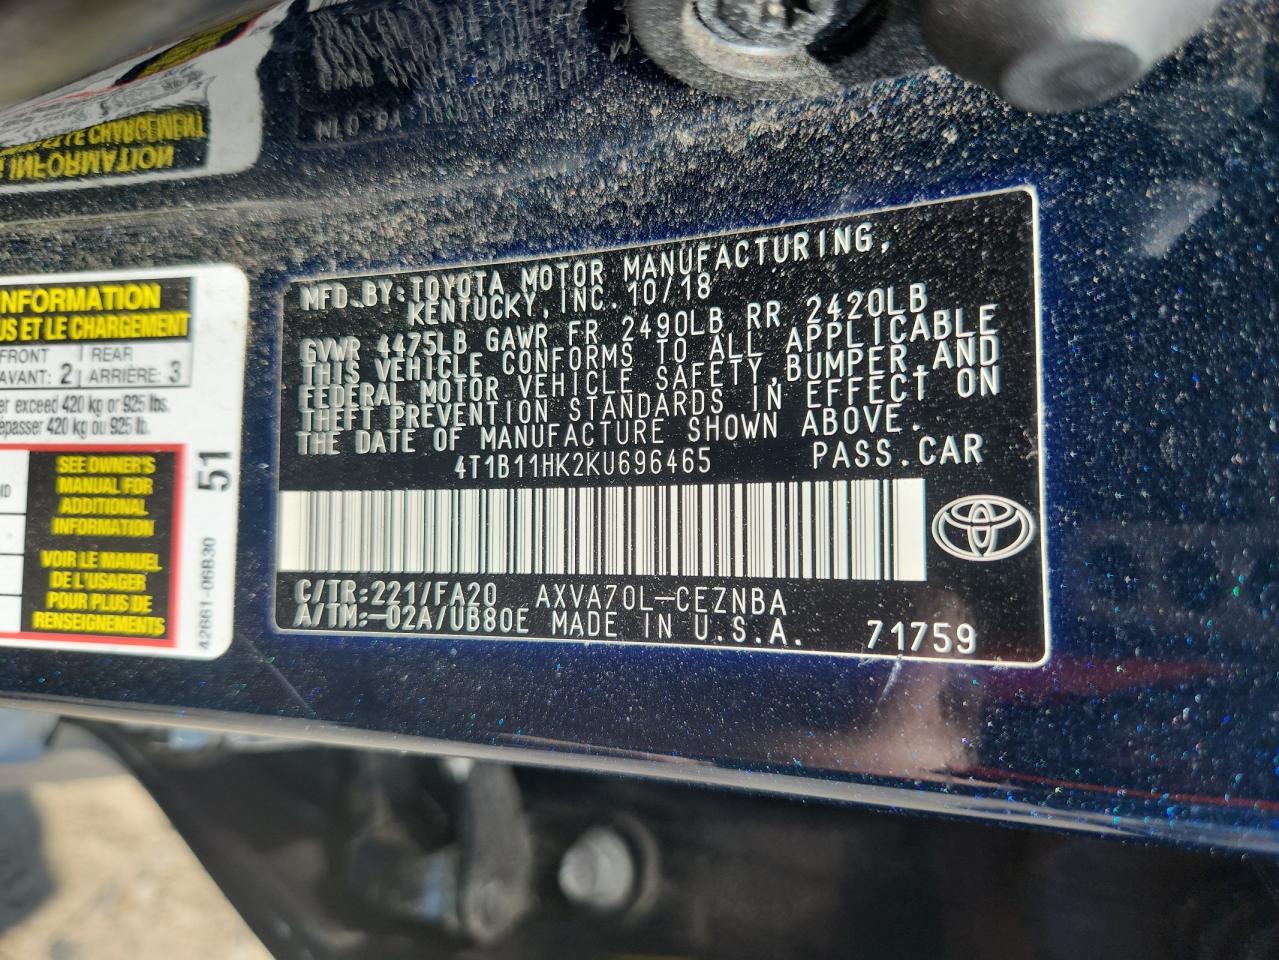 LE CHARGEMENT
INFORMATION
MFD. BY: TOYOTA MOTOR MANUFACTURING,
KENTUCKY, INC. 10/18
GVWR 4475LB GAWR FR 2490LB RR 2420LB
THIS VEHICLE CONFORMS TO ALL APPLICABLE
FEDERAL MOTOR VEHICLE SAFETY, BUMPER, AND
THEFT PREVENTION STANDARDS IN EFFECT ON
THE DATE OF MANUFACTURE SHOWN ABOVE.
4T1B11HK2KU696465 PASS.CAR
C/TR:221/FA20 AXVA70L-CEZNBA
A/TM:-02A/UB80E MADE IN U.S.A. 71759
INFORMATION
US ET LE CHARGEMENT
FRONT REAR
AVANT: 2 ARRIÈRE: 3
er exceed 420 kg or 925 lbs.
épasser 420 kg ou 925 lb.
SEE OWNER'S
MANUAL FOR
ADDITIONAL
INFORMATION
VOIR LE MANUEL
DE L'USAGER
POUR PLUS DE
RENSEIGNEMENTS
51
42661-06B30